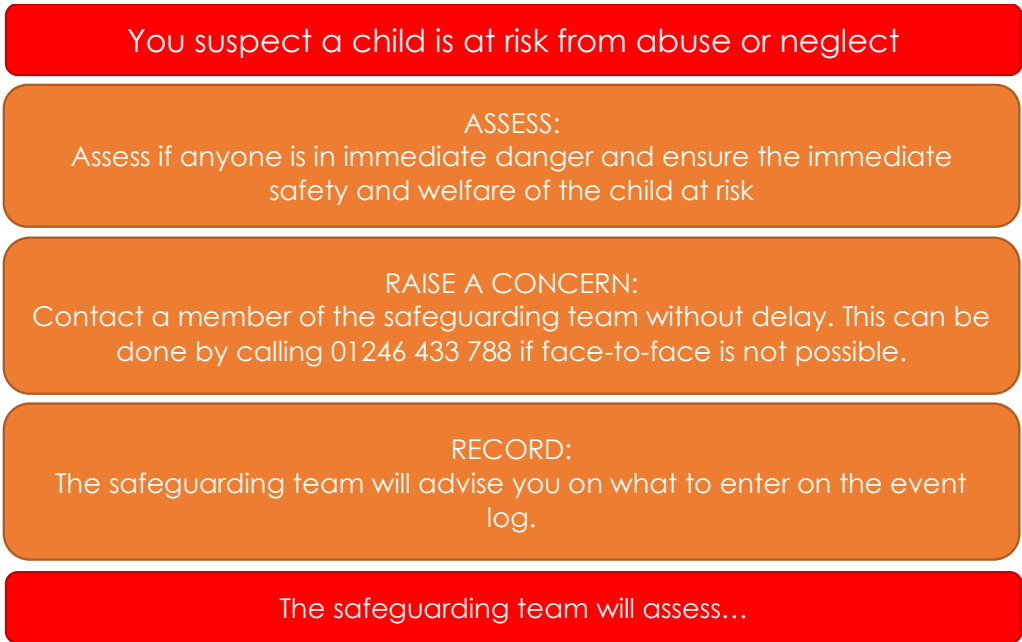 You suspect a child is at risk from abuse or neglect
ASSESS:
Assess if anyone is in immediate danger and ensure the immediate
safety and welfare of the child at risk
RAISE A CONCERN:
Contact a member of the safeguarding team without delay. This can be
done by calling 01246 433 788 if face-to-face is not possible.
RECORD:
The safeguarding team will advise you on what to enter on the event
log.
The safeguarding team will assess…